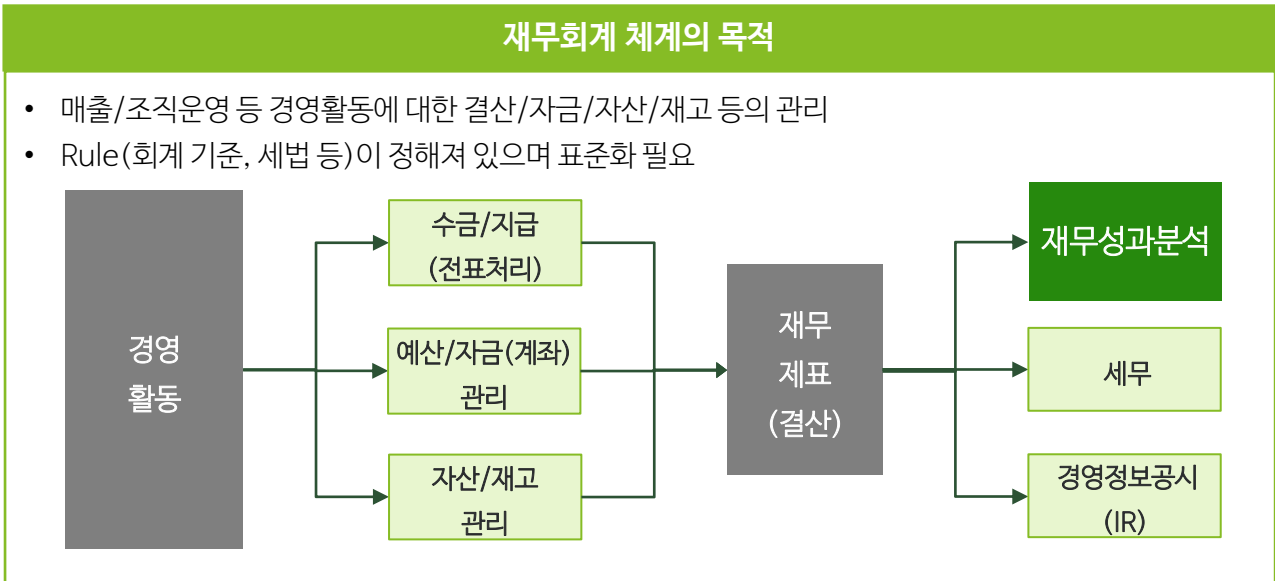 재무회계 체계의 목적
• 매출/조직운영 등 경영활동에 대한 결산/자금/자산/재고 등의 관리
• Rule(회계 기준, 세법 등)이 정해져 있으며 표준화 필요
경영
활동
수금/지급
(전표처리)
예산/자금(계좌)
관리
자산/재고
관리
재무
제표
(결산)
재무성과분석
세무
경영정보공시
(IR)